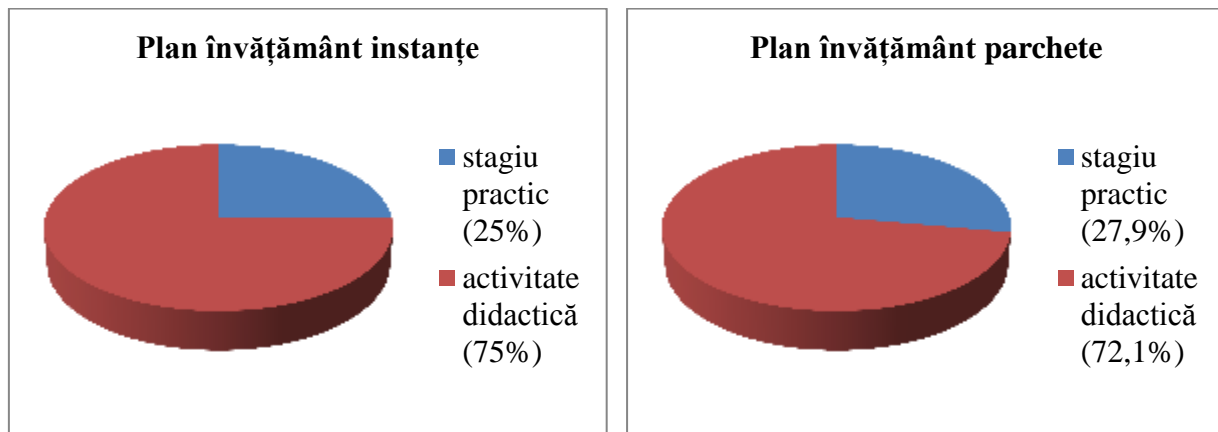 Plan învățământ instanțe
stagiu
practic
(25%)
activitate
didactică
(75%)
Plan învățământ parchete
stagiu
practic
(27,9%)
activitate
didactică
(72,1%)